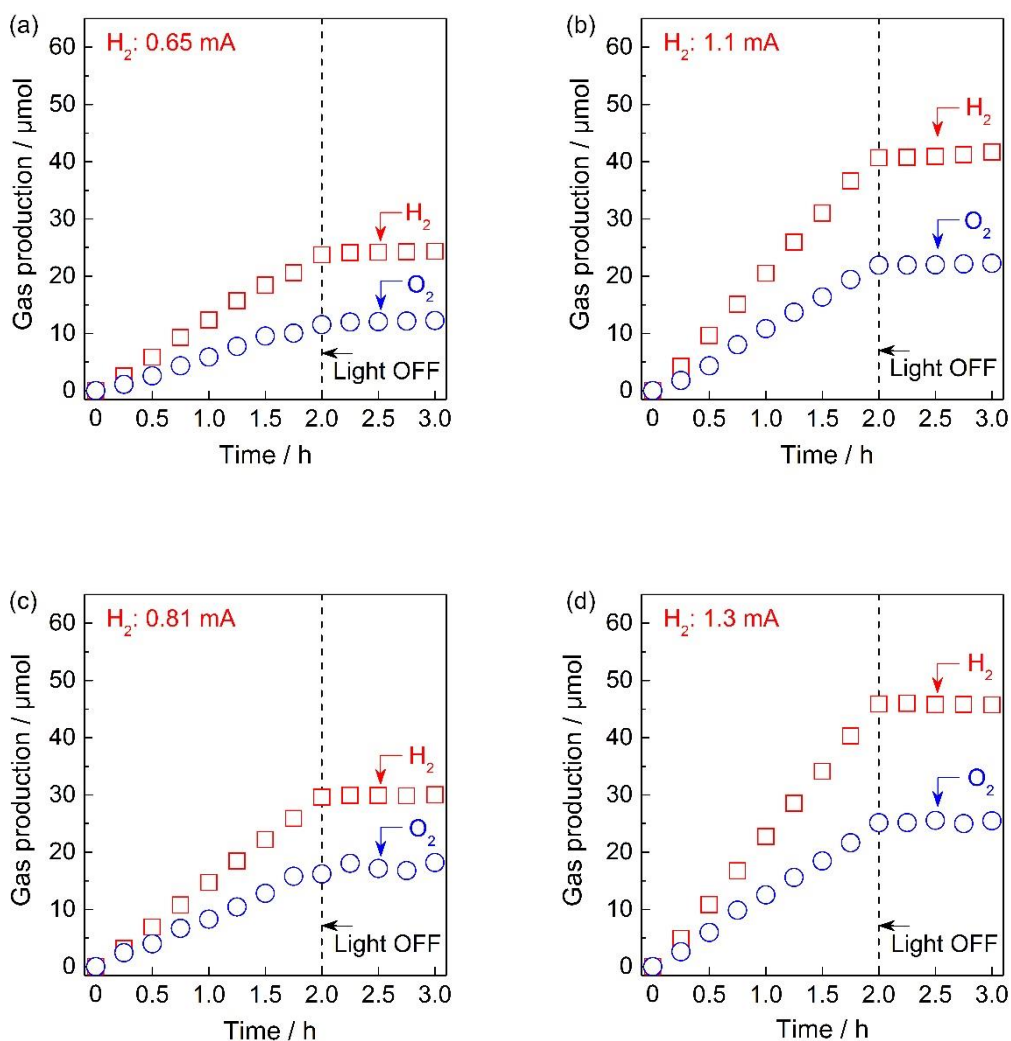 (a)
H₂: 0.65 mA
Gas production / μmol
60
50
40
30
20
10
0
H₂
O₂
Light OFF
0 0.5 1.0 1.5 2.0 2.5 3.0
Time / h
(b)
H₂: 1.1 mA
Gas production / μmol
60
50
40
30
20
10
0
H₂
O₂
Light OFF
0 0.5 1.0 1.5 2.0 2.5 3.0
Time / h
(c)
H₂: 0.81 mA
Gas production / μmol
60
50
40
30
20
10
0
H₂
O₂
Light OFF
0 0.5 1.0 1.5 2.0 2.5 3.0
Time / h
(d)
H₂: 1.3 mA
Gas production / μmol
60
50
40
30
20
10
0
H₂
O₂
Light OFF
0 0.5 1.0 1.5 2.0 2.5 3.0
Time / h